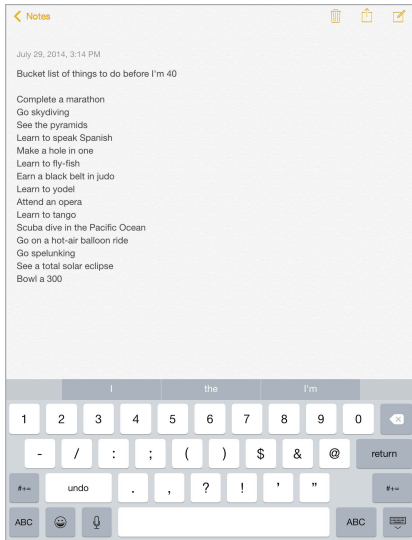 Notes
July 29, 2014, 3:14 PM
Bucket list of things to do before I'm 40
Complete a marathon
Go skydiving
See the pyramids
Learn to speak Spanish
Make a hole in one
Learn to fly-fish
Earn a black belt in judo
Learn to yodel
Attend an opera
Learn to tango
Scuba dive in the Pacific Ocean
Go on a hot-air balloon ride
Go spelunking
See a total solar eclipse
Bowl a 300
I the I'm
1 2 3 4 5 6 7 8 9 0
- / : ; ( ) $ & @ return
#+= undo . , ? ! ' " #+=
ABC ABC